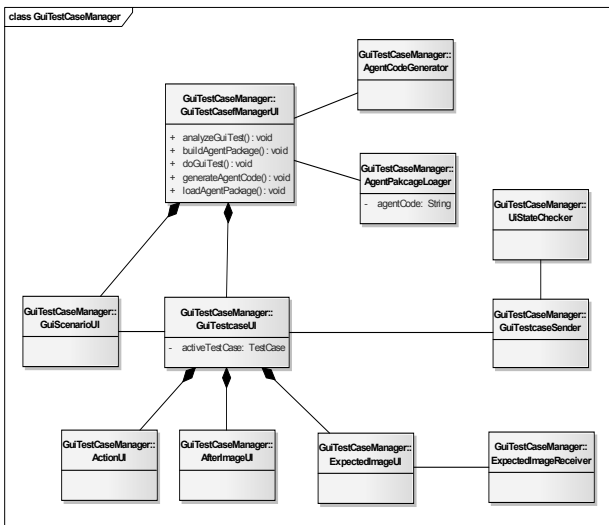 class GuiTestCaseManager
GuiTestCaseManager::
AgentCodeGenerator
GuiTestCaseManager::
GuiTestCasefManagerUI
+ analyzeGuiTest() : void
+ buildAgentPackage() : void
+ doGuiTest() : void
+ generateAgentCode() : void
+ loadAgentPackage() : void
GuiTestCaseManager::
AgentPakcageLoager
- agentCode: String
GuiTestCaseManager::
UiStateChecker
GuiTestCaseManager::
GuiScenarioUI
GuiTestCaseManager::
GuiTestcaseUI
- activeTestCase: TestCase
GuiTestCaseManager::
GuiTestcaseSender
GuiTestCaseManager::
ActionUI
GuiTestCaseManager::
AfterImageUI
GuiTestCaseManager::
ExpectedImageUI
GuiTestCaseManager::
ExpectedImageReceiver